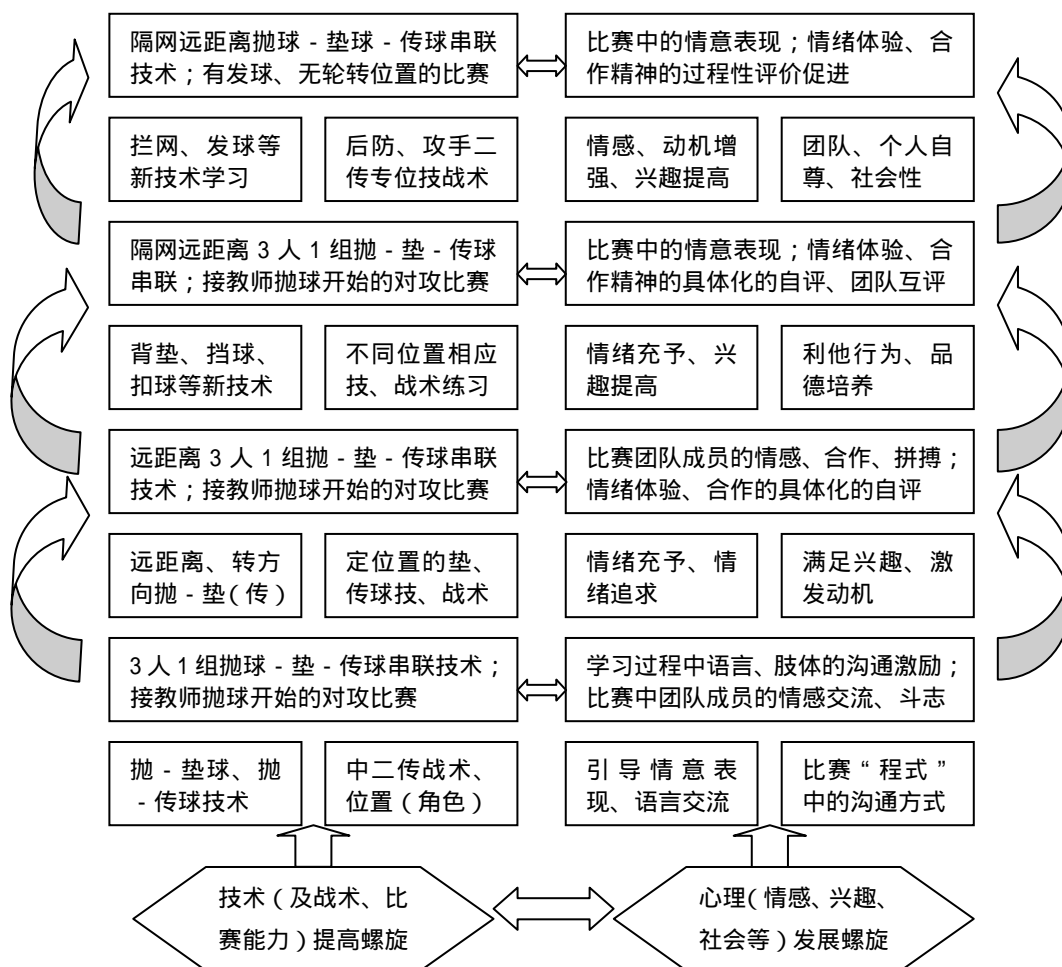 隔网远距离抛球 - 垫球 - 传球串联
技术；有发球、无轮转位置的比赛
比赛中的情意表现；情绪体验、合
作精神的过程性评价促进
拦网、发球等
新技术学习
后防、攻手二
传专位技战术
情感、动机增
强、兴趣提高
团队、个人自
尊、社会性
隔网远距离 3 人 1 组抛 - 垫 - 传球
串联；接教师抛球开始的对攻比赛
比赛中的情意表现；情绪体验、合
作精神的具体化的自评、团队互评
背垫、挡球、
扣球等新技术
不同位置相应
技、战术练习
情绪充予、兴
趣提高
利他行为、品
德培养
远距离 3 人 1 组抛 - 垫 - 传球串联
技术；接教师抛球开始的对攻比赛
比赛团队成员的情感、合作、拼搏；
情绪体验、合作的具体化的自评
远距离、转方
向抛 - 垫（传）
定位置的垫、
传球技、战术
情绪充予、情
绪追求
满足兴趣、激
发动机
3 人 1 组抛球 - 垫 - 传球串联技术；
接教师抛球开始的对攻比赛
学习过程中语言、肢体的沟通激励；
比赛中团队成员的情感交流、斗志
抛 - 垫球、抛
- 传球技术
中二传战术、
位置（角色）
引导情意表
现、语言交流
比赛“程式”
中的沟通方式
技术（及战术、比
赛能力）提高螺旋
心理（情感、兴趣、
社会等）发展螺旋